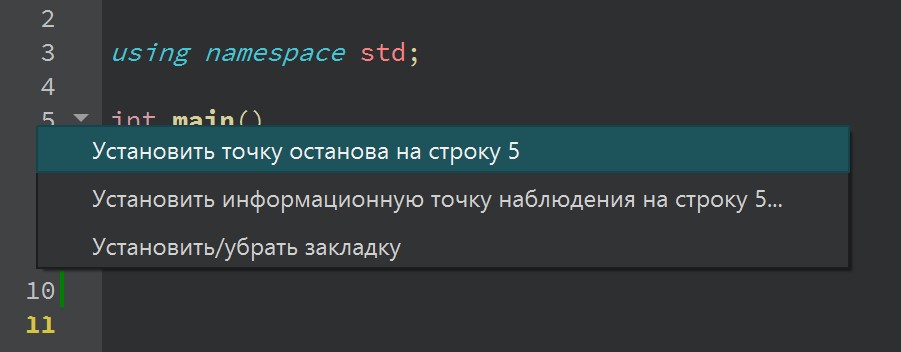 2
3 using namespace std;
4
5 int main()
Установить точку останова на строку 5
Установить информационную точку наблюдения на строку 5...
Установить/убрать закладку
10
11